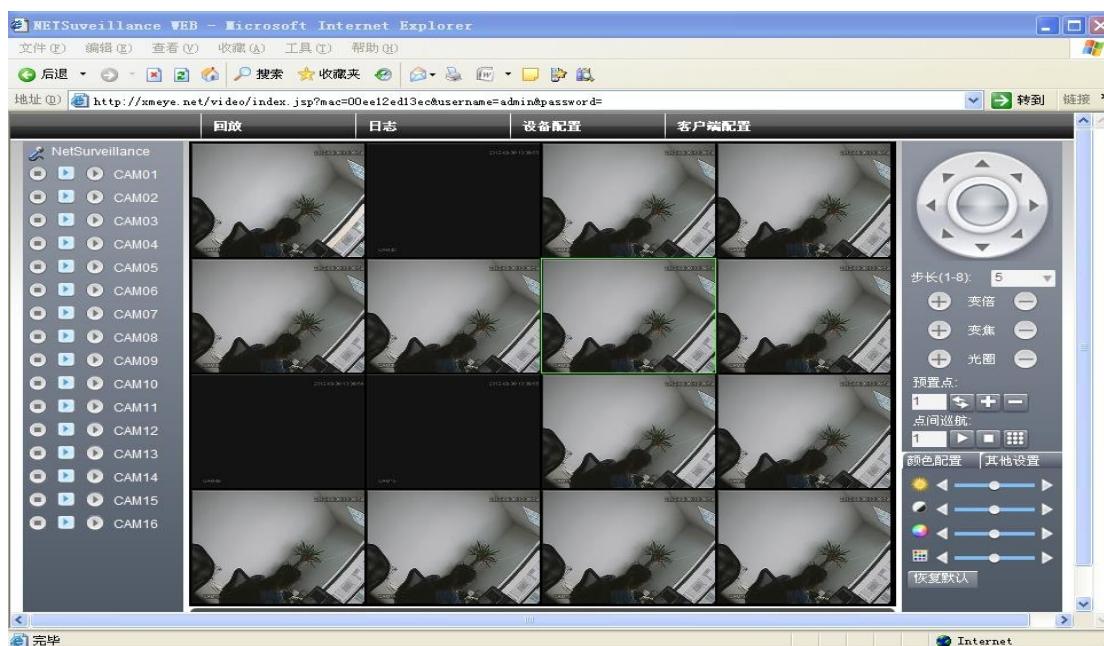 NETSuveillance WEB - Microsoft Internet Explorer
文件(F) 编辑(E) 查看(V) 收藏(A) 工具(T) 帮助(H)
后退 搜索 收藏夹
地址(D) http://xmeye.net/video/index.jsp?mac=00ee12ed13ec&username=admin&password= 转到 链接
回放 日志 设备配置 客户端配置
NetSurveillance
CAM01
CAM02
CAM03
CAM04
CAM05
CAM06
CAM07
CAM08
CAM09
CAM10
CAM11
CAM12
CAM13
CAM14
CAM15
CAM16
步长(1-8): 5
变倍
变焦
光圈
预置点:
1
点间巡航:
1
颜色配置 其他设置
恢复默认
完毕 Internet